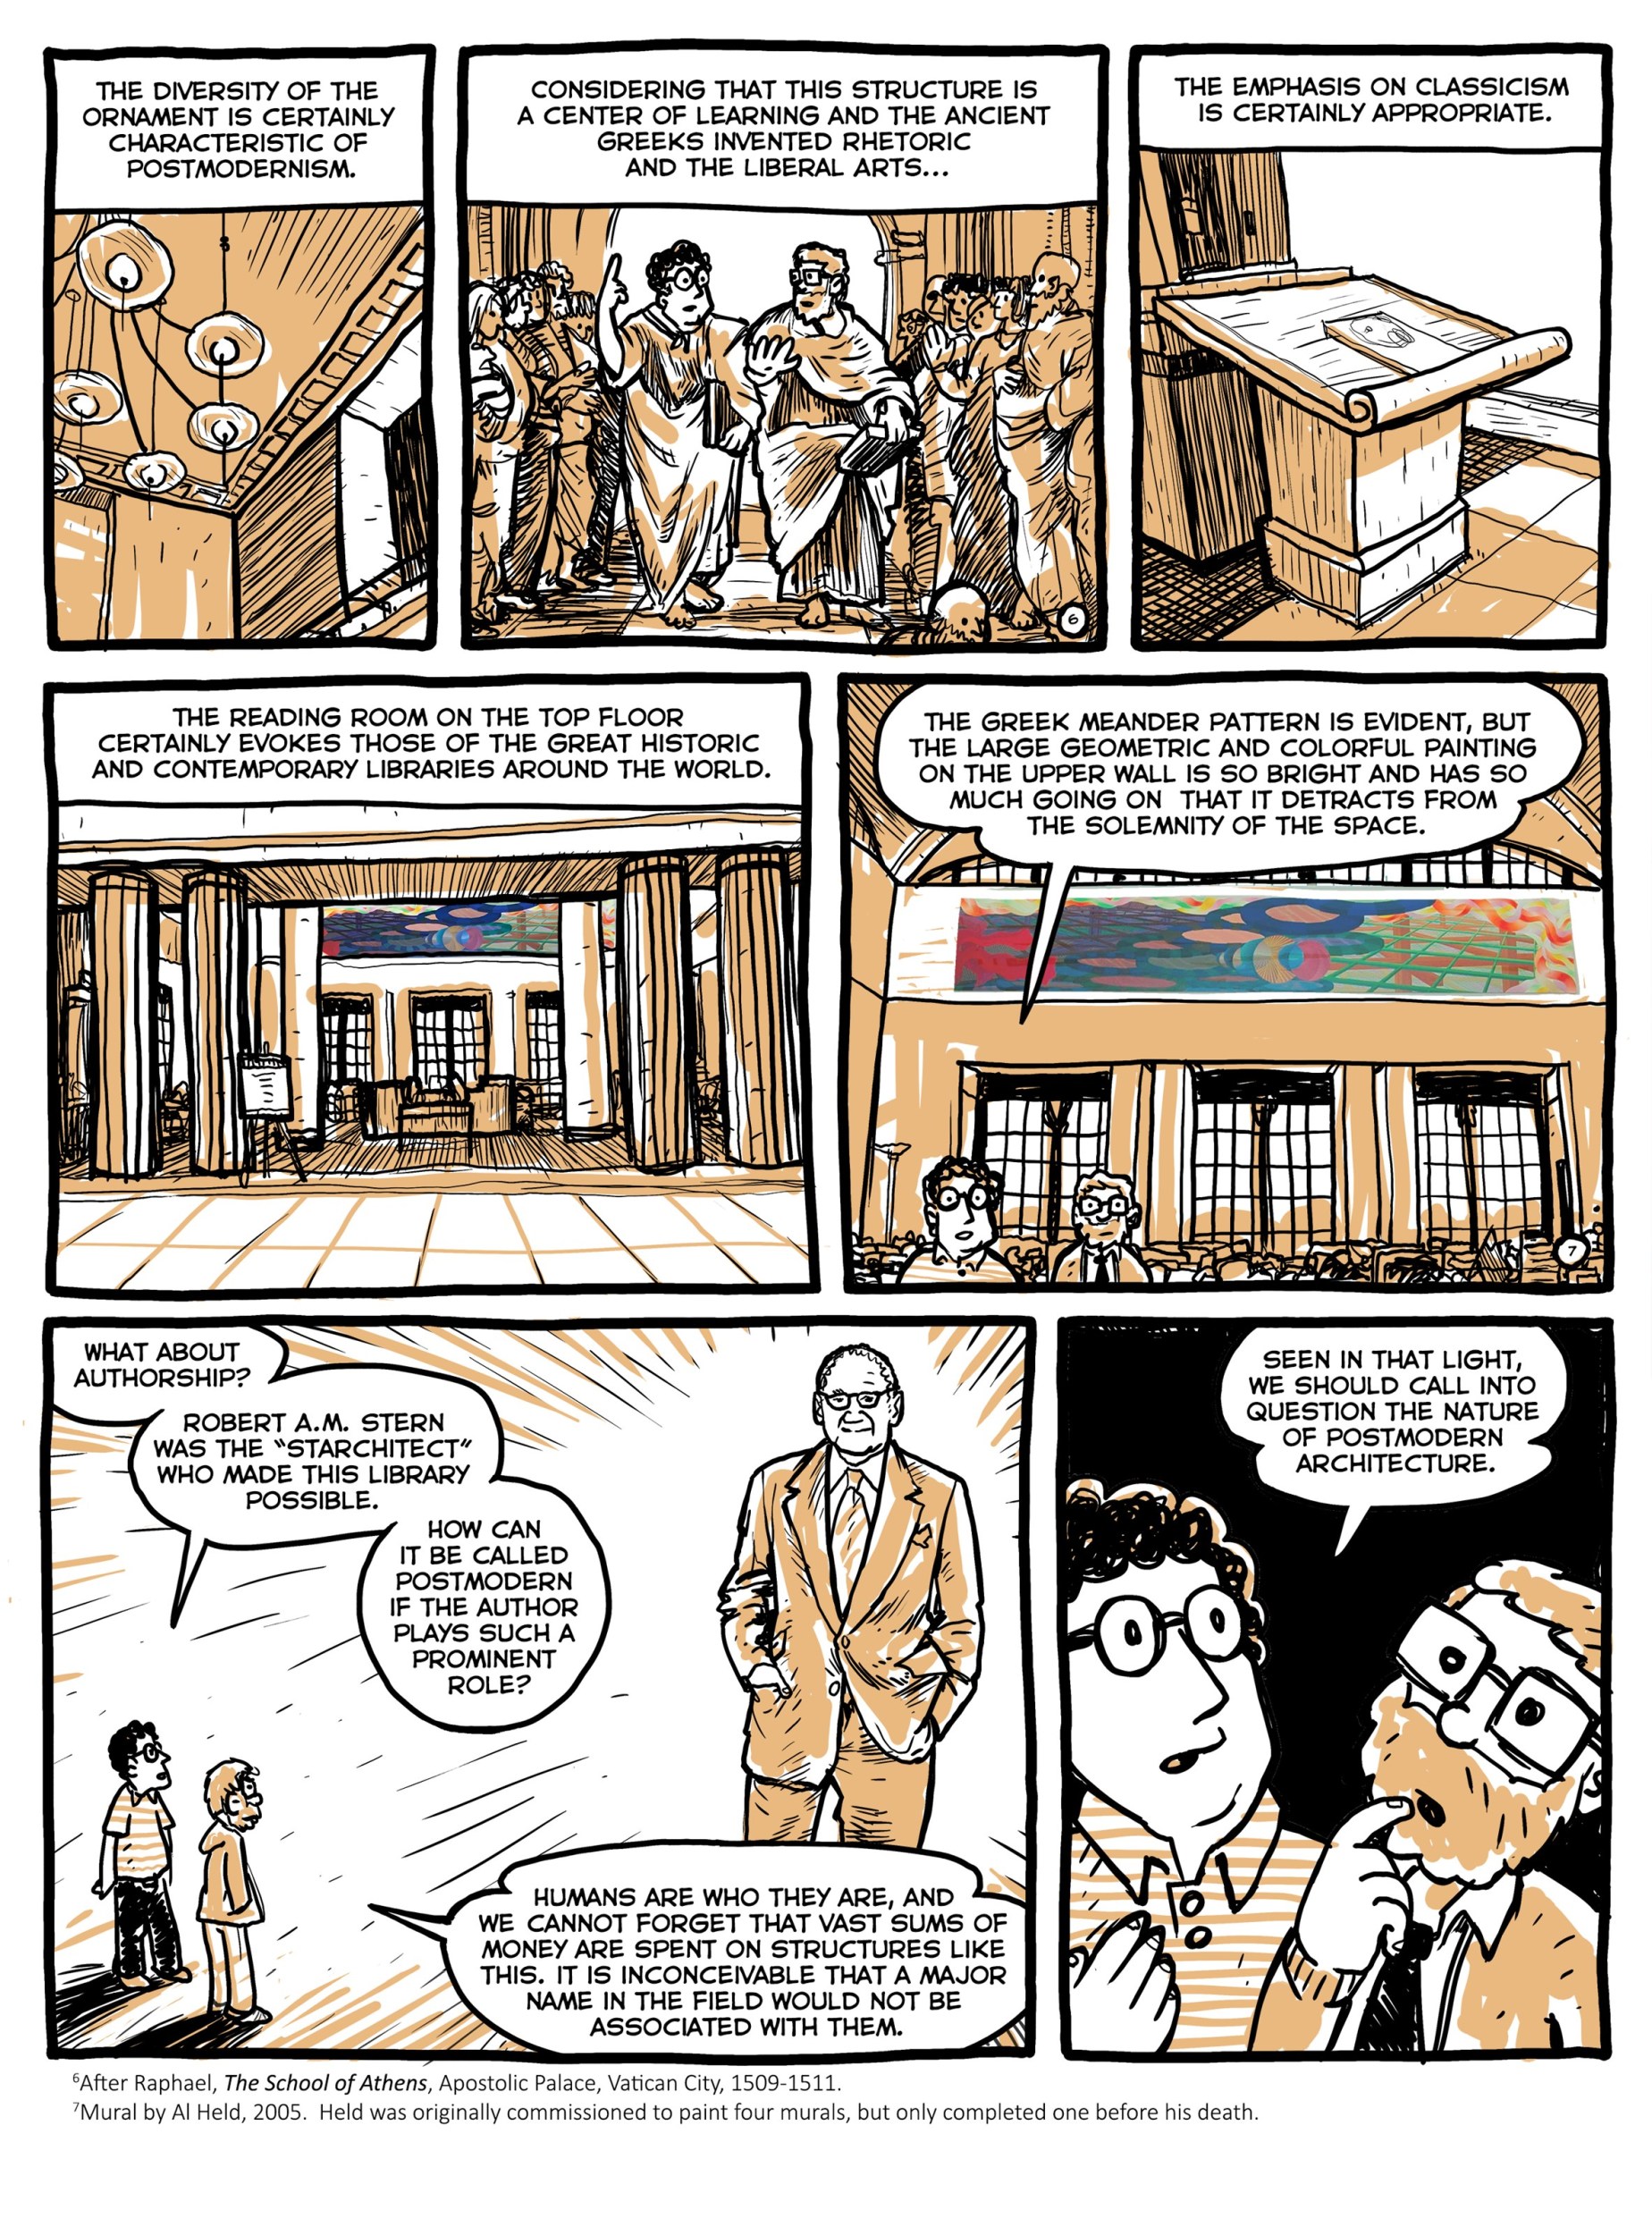 THE DIVERSITY OF THE
ORNAMENT IS CERTAINLY
CHARACTERISTIC OF
POSTMODERNISM.
CONSIDERING THAT THIS STRUCTURE IS
A CENTER OF LEARNING AND THE ANCIENT
GREEKS INVENTED RHETORIC
AND THE LIBERAL ARTS...
6
THE EMPHASIS ON CLASSICISM
IS CERTAINLY APPROPRIATE.
THE READING ROOM ON THE TOP FLOOR
CERTAINLY EVOKES THOSE OF THE GREAT HISTORIC
AND CONTEMPORARY LIBRARIES AROUND THE WORLD.
THE GREEK MEANDER PATTERN IS EVIDENT, BUT
THE LARGE GEOMETRIC AND COLORFUL PAINTING
ON THE UPPER WALL IS SO BRIGHT AND HAS SO
MUCH GOING ON THAT IT DETRACTS FROM
THE SOLEMNITY OF THE SPACE.
7
WHAT ABOUT
AUTHORSHIP?
ROBERT A.M. STERN
WAS THE "STARCHITECT"
WHO MADE THIS LIBRARY
POSSIBLE.
HOW CAN
IT BE CALLED
POSTMODERN
IF THE AUTHOR
PLAYS SUCH A
PROMINENT
ROLE?
HUMANS ARE WHO THEY ARE, AND
WE CANNOT FORGET THAT VAST SUMS OF
MONEY ARE SPENT ON STRUCTURES LIKE
THIS. IT IS INCONCEIVABLE THAT A MAJOR
NAME IN THE FIELD WOULD NOT BE
ASSOCIATED WITH THEM.
SEEN IN THAT LIGHT,
WE SHOULD CALL INTO
QUESTION THE NATURE
OF POSTMODERN
ARCHITECTURE.
⁶After Raphael, The School of Athens, Apostolic Palace, Vatican City, 1509-1511.
⁷Mural by Al Held, 2005. Held was originally commissioned to paint four murals, but only completed one before his death.